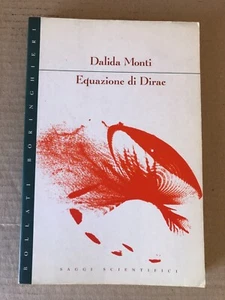 Dalida Monti
Equazione di Dirac
SAGGI SCIENTIFICI
BOLLATI BORINGHIERI